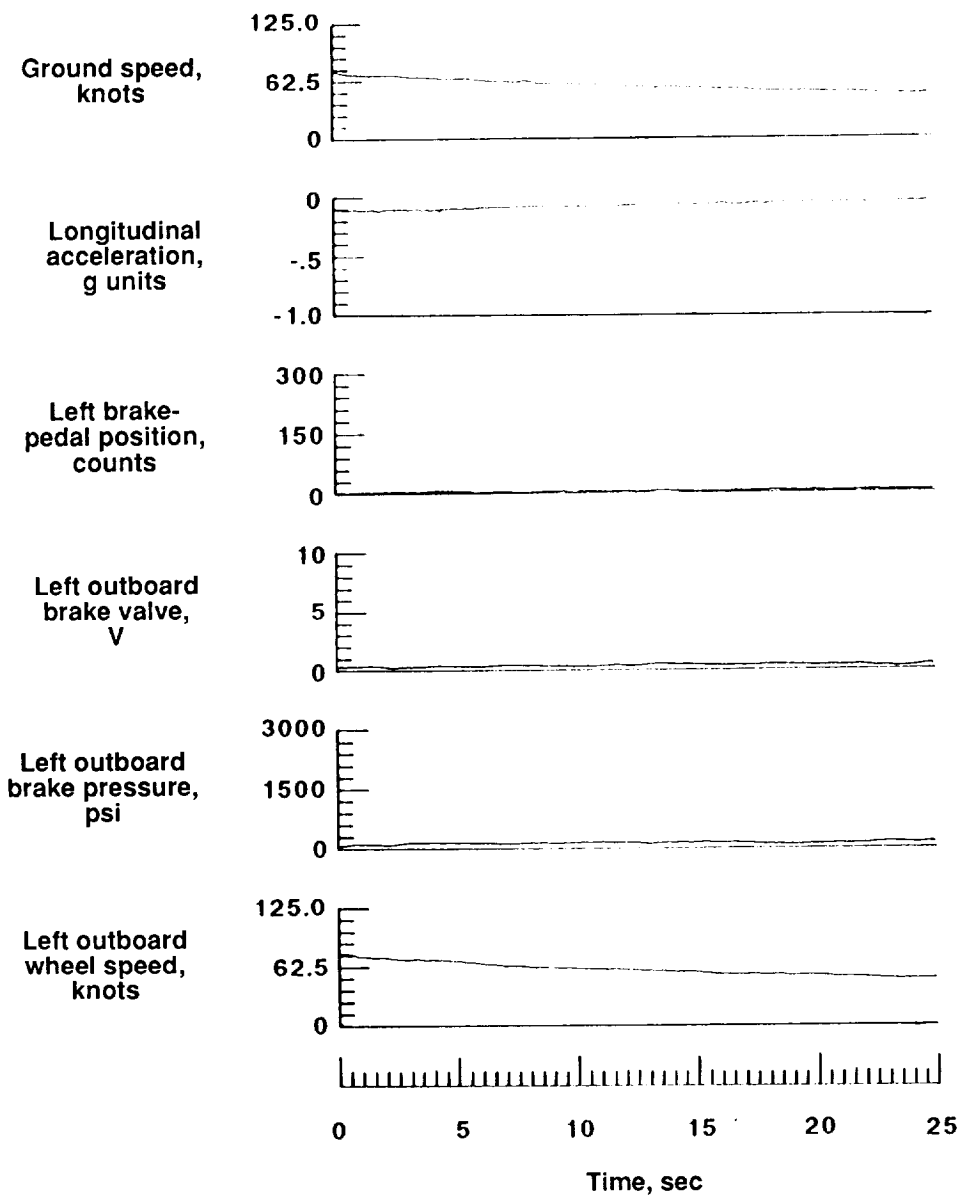 Ground speed,
knots
125.0
62.5
0
Longitudinal
acceleration,
g units
0
-.5
-1.0
Left brake-
pedal position,
counts
300
150
0
Left outboard
brake valve,
V
10
5
0
Left outboard
brake pressure,
psi
3000
1500
0
Left outboard
wheel speed,
knots
125.0
62.5
0
0 5 10 15 20 25
Time, sec